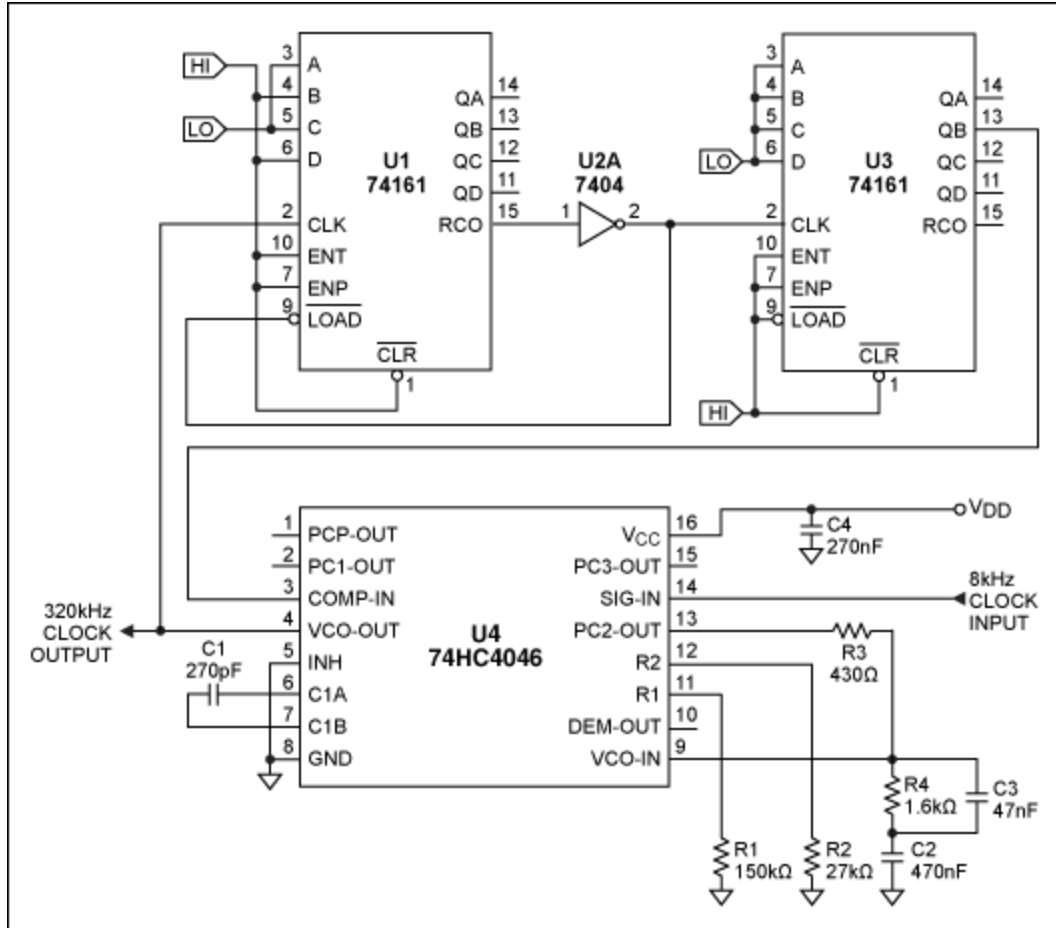 HI
LO
3 A
4 B
5 C
6 D
2 CLK
10 ENT
7 ENP
9 LOAD
CLR
1
U1
74161
QA 14
QB 13
QC 12
QD 11
RCO 15
U2A
7404
1
2
LO
HI
3 A
4 B
5 C
6 D
2 CLK
10 ENT
7 ENP
9 LOAD
CLR
1
U3
74161
QA 14
QB 13
QC 12
QD 11
RCO 15
320kHz
CLOCK
OUTPUT
C1
270pF
1 PCP-OUT
2 PC1-OUT
3 COMP-IN
4 VCO-OUT
5 INH
6 C1A
7 C1B
8 GND
U4
74HC4046
VCC 16
PC3-OUT 15
SIG-IN 14
PC2-OUT 13
R2 12
R1 11
DEM-OUT 10
VCO-IN 9
VDD
C4
270nF
8kHz
CLOCK
INPUT
R3
430Ω
R4
1.6kΩ
C3
47nF
R1
150kΩ
R2
27kΩ
C2
470nF